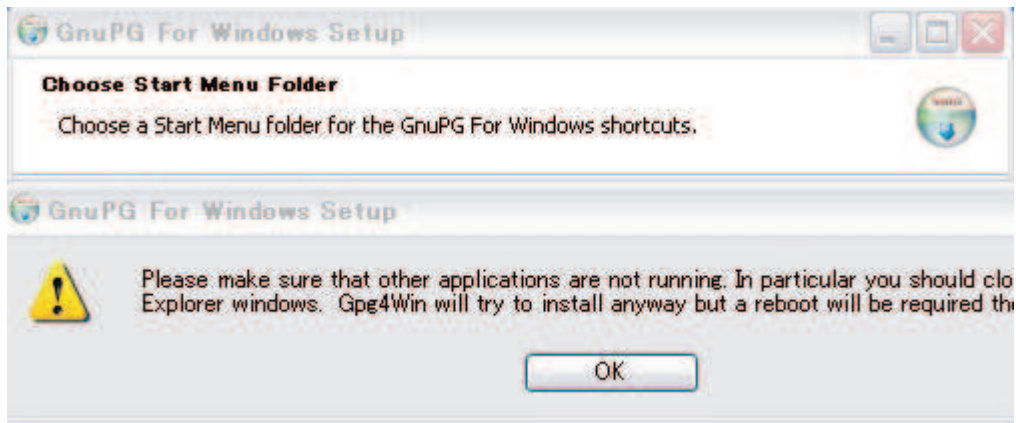 GnuPG For Windows Setup
Choose Start Menu Folder
Choose a Start Menu folder for the GnuPG For Windows shortcuts.
GnuPG For Windows Setup
Please make sure that other applications are not running. In particular you should clo
Explorer windows. Gpg4Win will try to install anyway but a reboot will be required the
OK